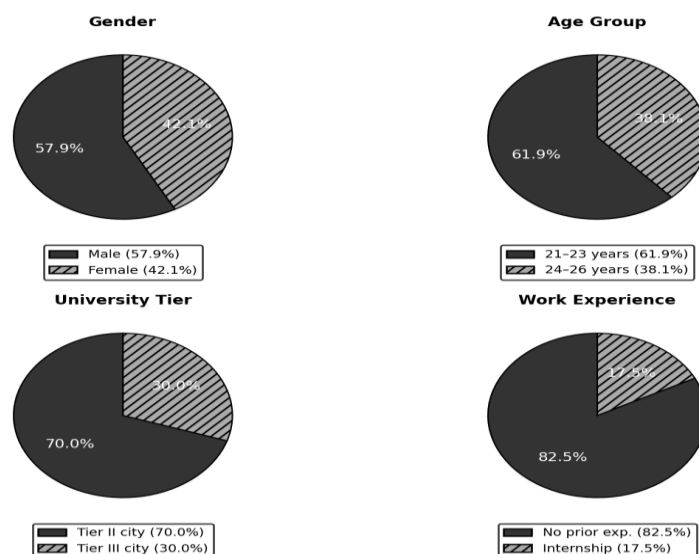 Gender
42.1%
57.9%
Male (57.9%)
Female (42.1%)
Age Group
38.1%
61.9%
21–23 years (61.9%)
24–26 years (38.1%)
University Tier
30.0%
70.0%
Tier II city (70.0%)
Tier III city (30.0%)
Work Experience
17.5%
82.5%
No prior exp. (82.5%)
Internship (17.5%)